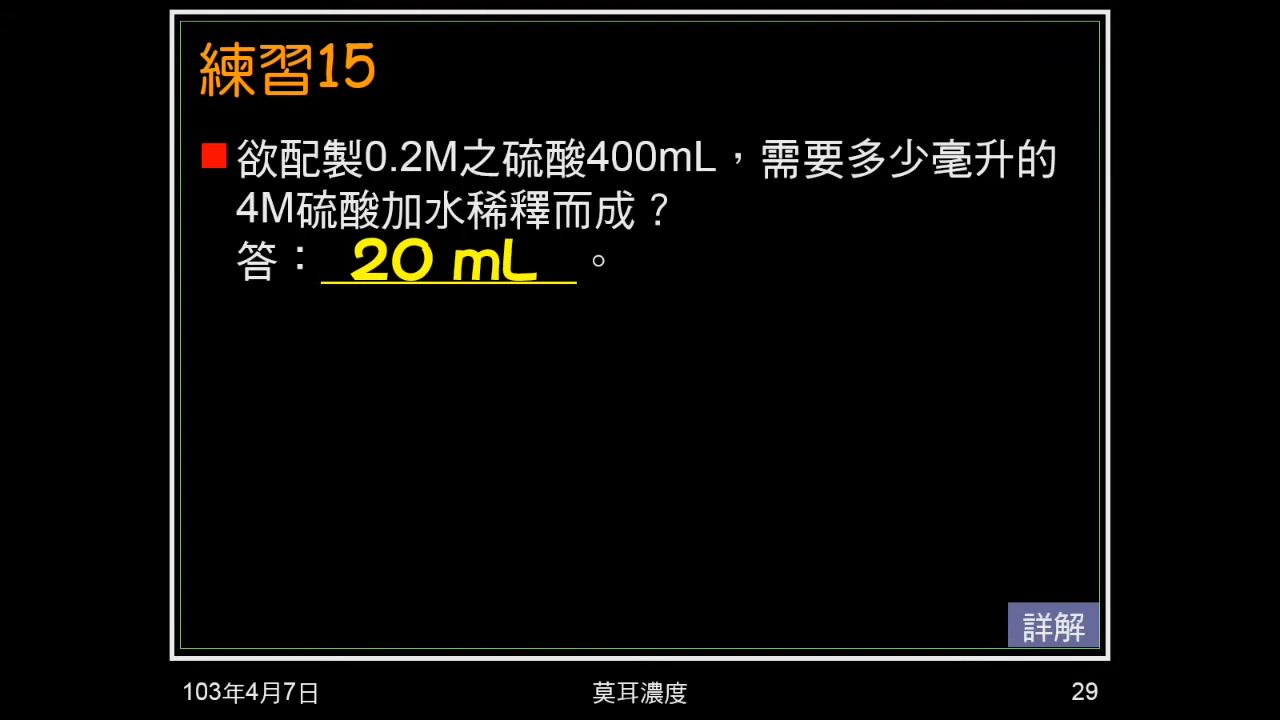 練習15
欲配製0.2M之硫酸400mL，需要多少毫升的
4M硫酸加水稀釋而成？
答：20 mL。
詳解
103年4月7日
莫耳濃度
29